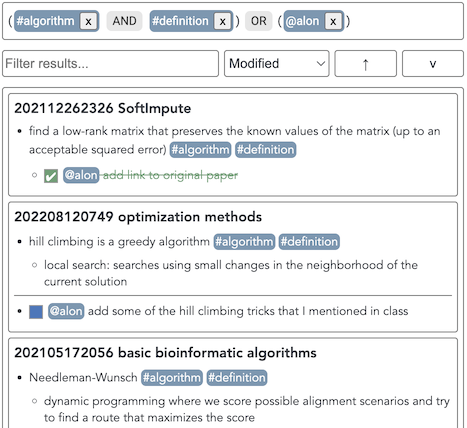 ( #algorithm x AND #definition x ) OR ( @alon x )
Filter results... Modified ↑ v
202112262326 SoftImpute
• find a low-rank matrix that preserves the known values of the matrix (up to an
acceptable squared error) #algorithm #definition
◦ ✔ @alon add link to original paper
202208120749 optimization methods
• hill climbing is a greedy algorithm #algorithm #definition
◦ local search: searches using small changes in the neighborhood of the
current solution
• @alon add some of the hill climbing tricks that I mentioned in class
202105172056 basic bioinformatic algorithms
• Needleman-Wunsch #algorithm #definition
◦ dynamic programming where we score possible alignment scenarios and try
to find a route that maximizes the score